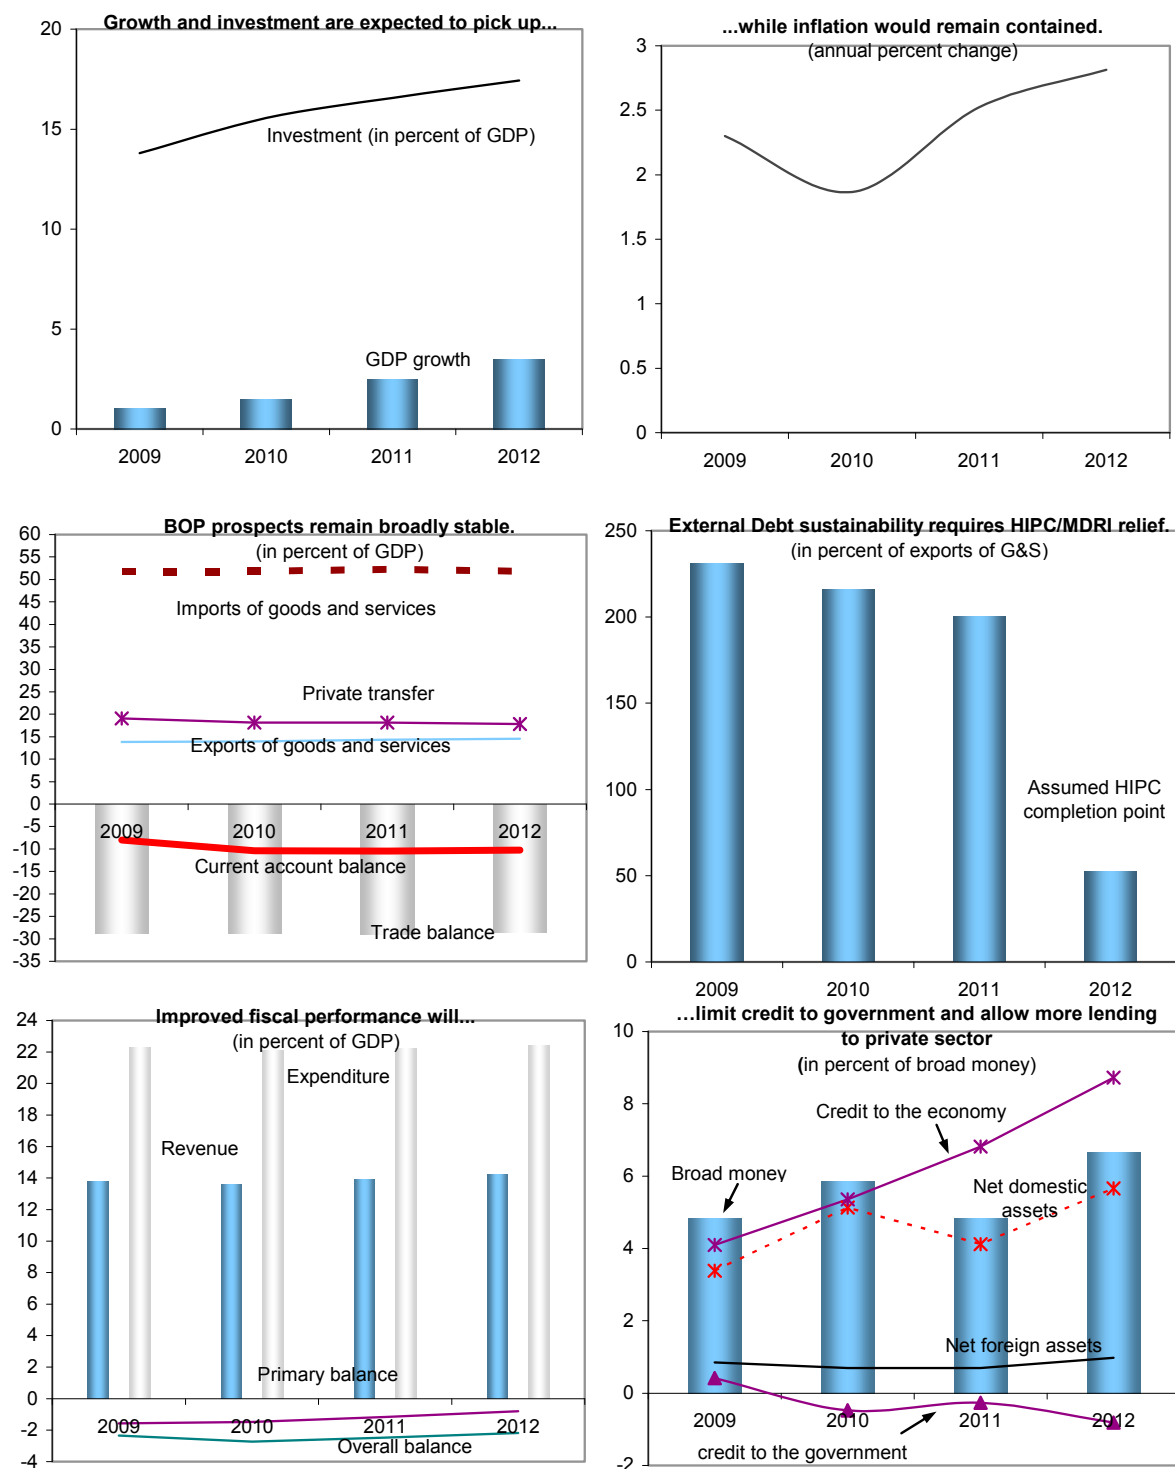 Growth and investment are expected to pick up...
20
15
10
5
0
Investment (in percent of GDP)
GDP growth
2009 2010 2011 2012
...while inflation would remain contained.
(annual percent change)
3
2.5
2
1.5
1
0.5
0
2009 2010 2011 2012
BOP prospects remain broadly stable.
(in percent of GDP)
60
55
50
45
40
35
30
25
20
15
10
5
0
-5
-10
-15
-20
-25
-30
-35
Imports of goods and services
Private transfer
Exports of goods and services
2009 2010 2011 2012
Current account balance
Trade balance
External Debt sustainability requires HIPC/MDRI relief.
(in percent of exports of G&S)
250
200
150
100
50
0
Assumed HIPC
completion point
2009 2010 2011 2012
Improved fiscal performance will...
(in percent of GDP)
24
22
20
18
16
14
12
10
8
6
4
2
0
-2
-4
Expenditure
Revenue
Primary balance
2009 2010 2011 2012
Overall balance
...limit credit to government and allow more lending
to private sector
(in percent of broad money)
10
8
6
4
2
0
-2
Credit to the economy
Broad money
Net domestic
assets
Net foreign assets
2009 2010 2011 2012
credit to the government